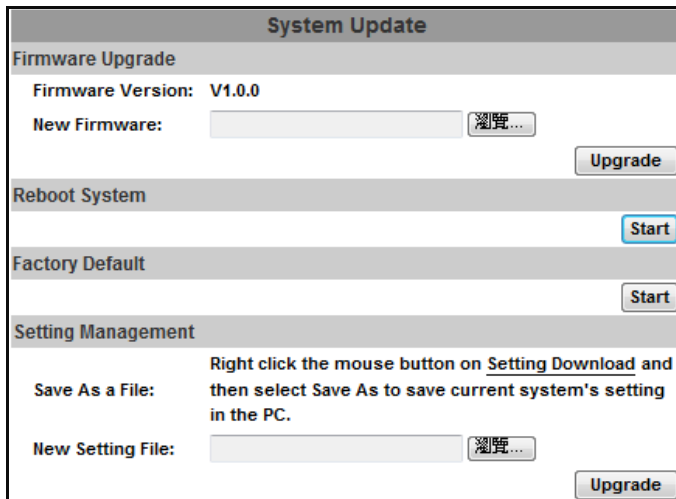 System Update
Firmware Upgrade
Firmware Version: V1.0.0
New Firmware: 瀏覽...
Upgrade
Reboot System
Start
Factory Default
Start
Setting Management
Right click the mouse button on Setting Download and
Save As a File: then select Save As to save current system's setting
in the PC.
New Setting File: 瀏覽...
Upgrade